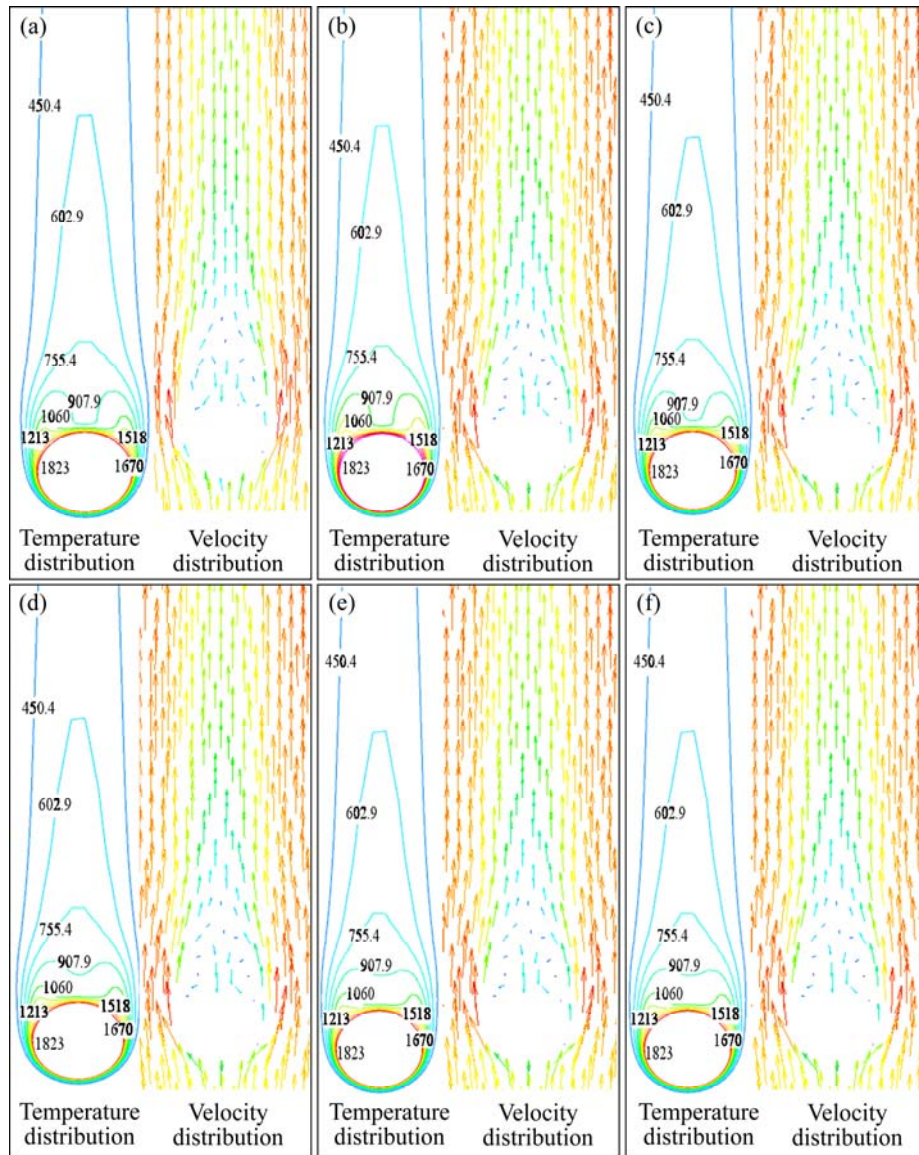 (a)
450.4
602.9
755.4
907.9
1060
1213
1518
1823
1670
Temperature
distribution
Velocity
distribution
(b)
450.4
602.9
755.4
907.9
1060
1213
1518
1823
1670
Temperature
distribution
Velocity
distribution
(c)
450.4
602.9
755.4
907.9
1060
1213
1518
1823
1670
Temperature
distribution
Velocity
distribution
(d)
450.4
602.9
755.4
907.9
1060
1213
1518
1823
1670
Temperature
distribution
Velocity
distribution
(e)
450.4
602.9
755.4
907.9
1060
1213
1518
1823
1670
Temperature
distribution
Velocity
distribution
(f)
450.4
602.9
755.4
907.9
1060
1213
1518
1823
1670
Temperature
distribution
Velocity
distribution